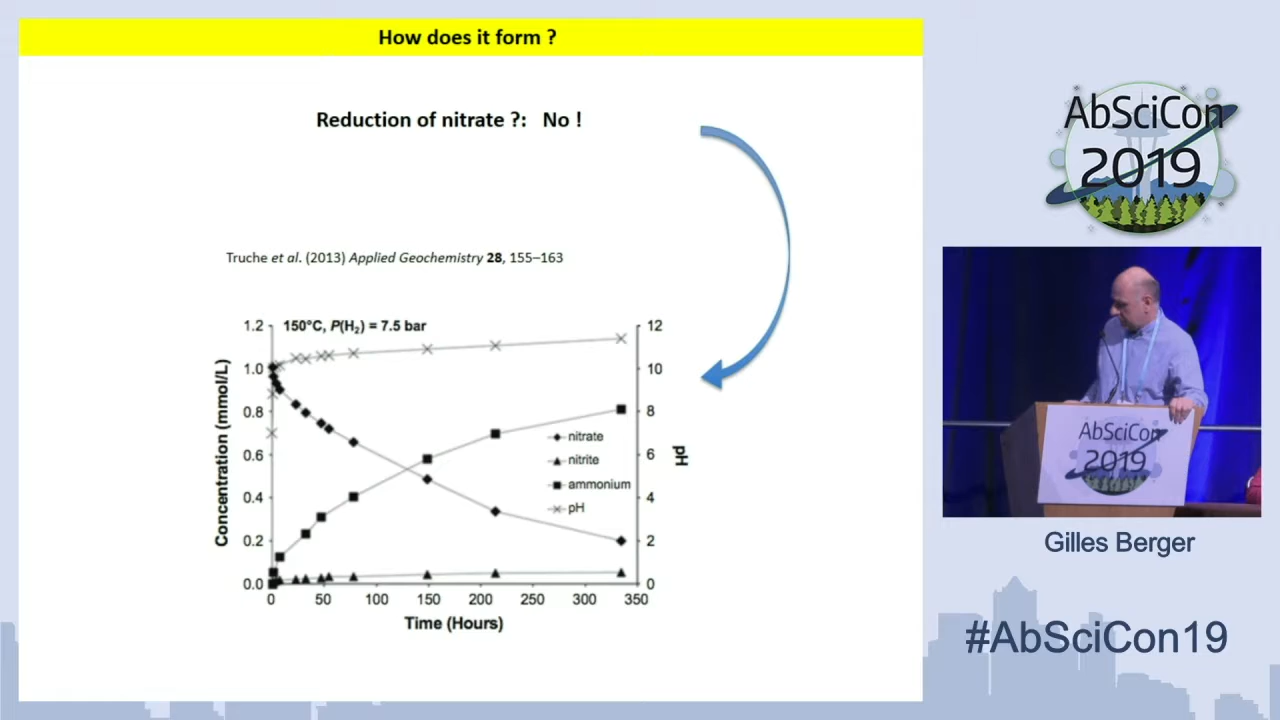 How does it form ?
Reduction of nitrate ?: No !
Truche et al. (2013) Applied Geochemistry 28, 155–163
150°C, P(H₂) = 7.5 bar
1.2
1.0
0.8
0.6
0.4
0.2
0.0
Concentration (mmol/L)
12
10
8
6
4
2
0
pH
nitrate
nitrite
ammonium
pH
0 50 100 150 200 250 300 350
Time (Hours)
AbSciCon
2019
AbSciCon
2019
Gilles Berger
#AbSciCon19